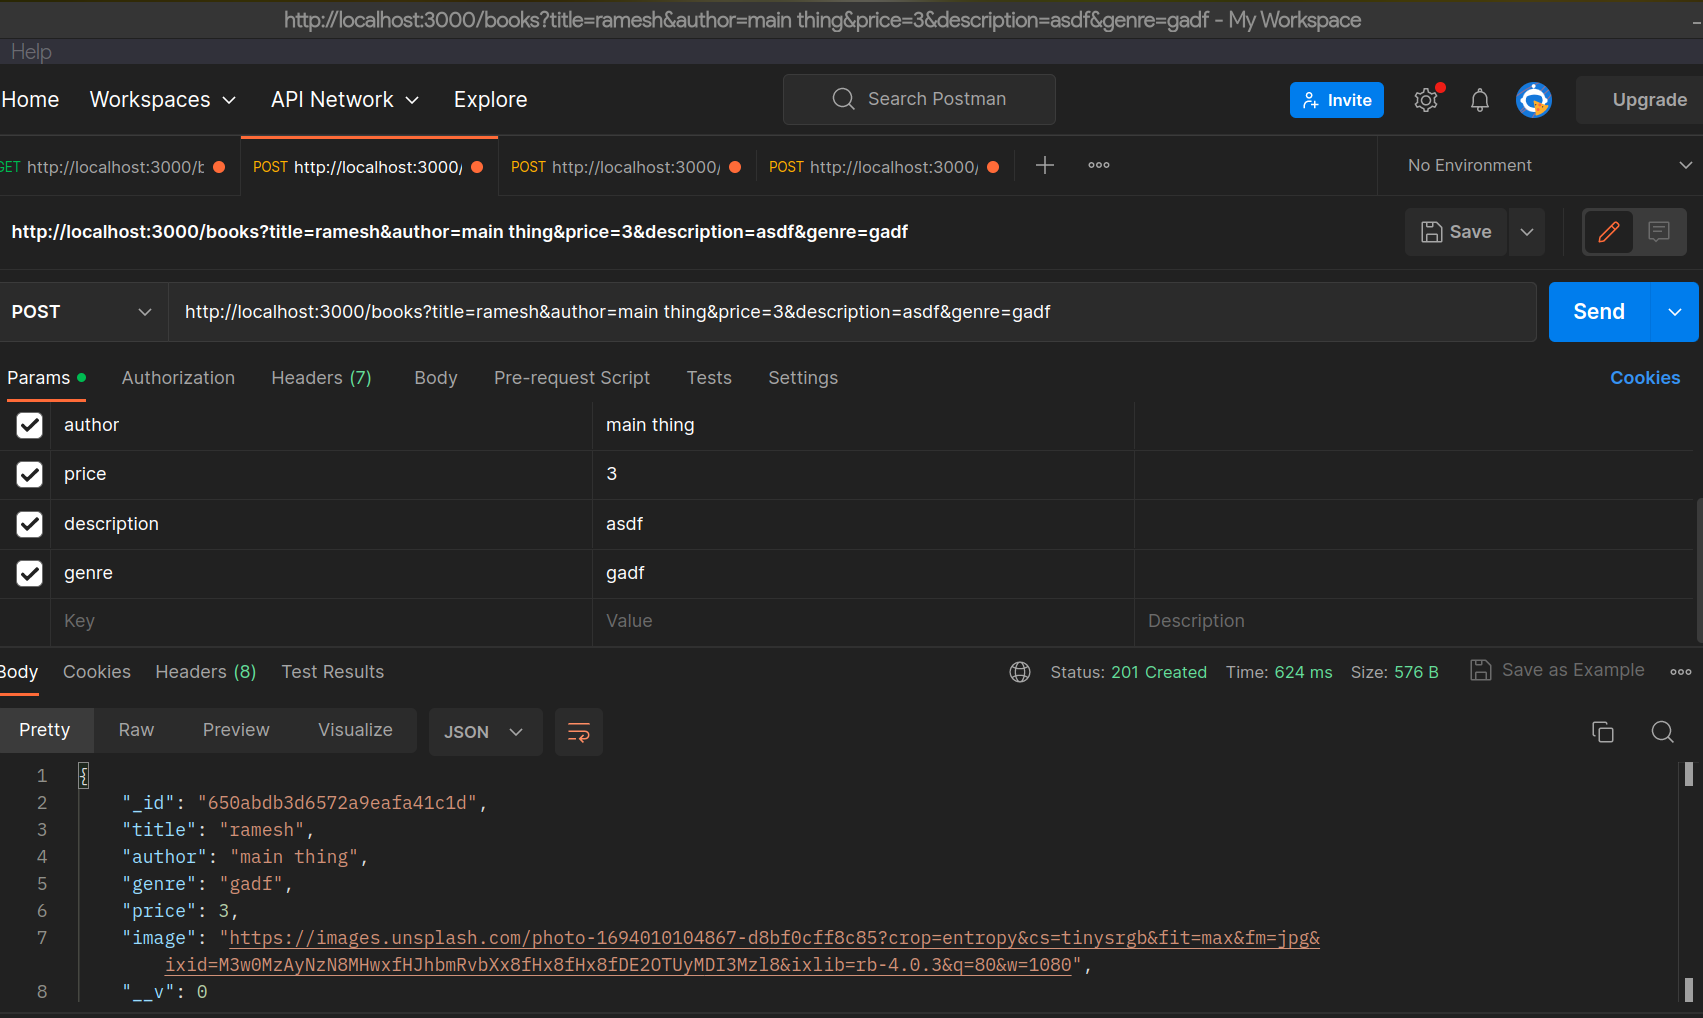 http://localhost:3000/books?title=ramesh&author=main thing&price=3&description=asdf&genre=gadf - My Workspace
Help
Home Workspaces API Network Explore Search Postman Invite Upgrade
GET http://localhost:3000/b POST http://localhost:3000/ POST http://localhost:3000/ POST http://localhost:3000/ No Environment
http://localhost:3000/books?title=ramesh&author=main thing&price=3&description=asdf&genre=gadf Save
POST http://localhost:3000/books?title=ramesh&author=main thing&price=3&description=asdf&genre=gadf Send
Params Authorization Headers (7) Body Pre-request Script Tests Settings Cookies
author main thing
price 3
description asdf
genre gadf
Key Value Description
Body Cookies Headers (8) Test Results Status: 201 Created Time: 624 ms Size: 576 B Save as Example
Pretty Raw Preview Visualize JSON
1 {
2 "_id": "650abdb3d6572a9eafa41c1d",
3 "title": "ramesh",
4 "author": "main thing",
5 "genre": "gadf",
6 "price": 3,
7 "image": "https://images.unsplash.com/photo-1694010104867-d8bf0cff8c85?crop=entropy&cs=tinysrgb&fit=max&fm=jpg&
ixid=M3w0MzAyNzN8MHwxfHJhbmRvbXx8fHx8fHx8fDE2OTUyMDI3Mzl8&ixlib=rb-4.0.3&q=80&w=1080",
8 "__v": 0